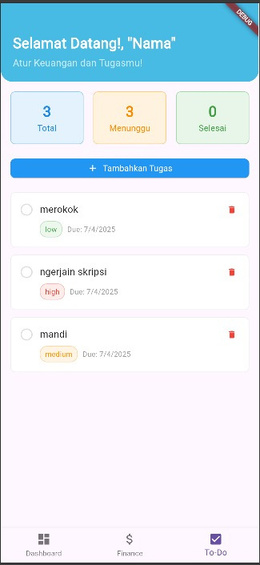 DEBUG
Selamat Datang!, "Nama"
Atur Keuangan dan Tugasmu!
3 3 0
Total Menunggu Selesai
+ Tambahkan Tugas
merokok
low Due: 7/4/2025
ngerjain skripsi
high Due: 7/4/2025
mandi
medium Due: 7/4/2025
Dashboard Finance To-Do